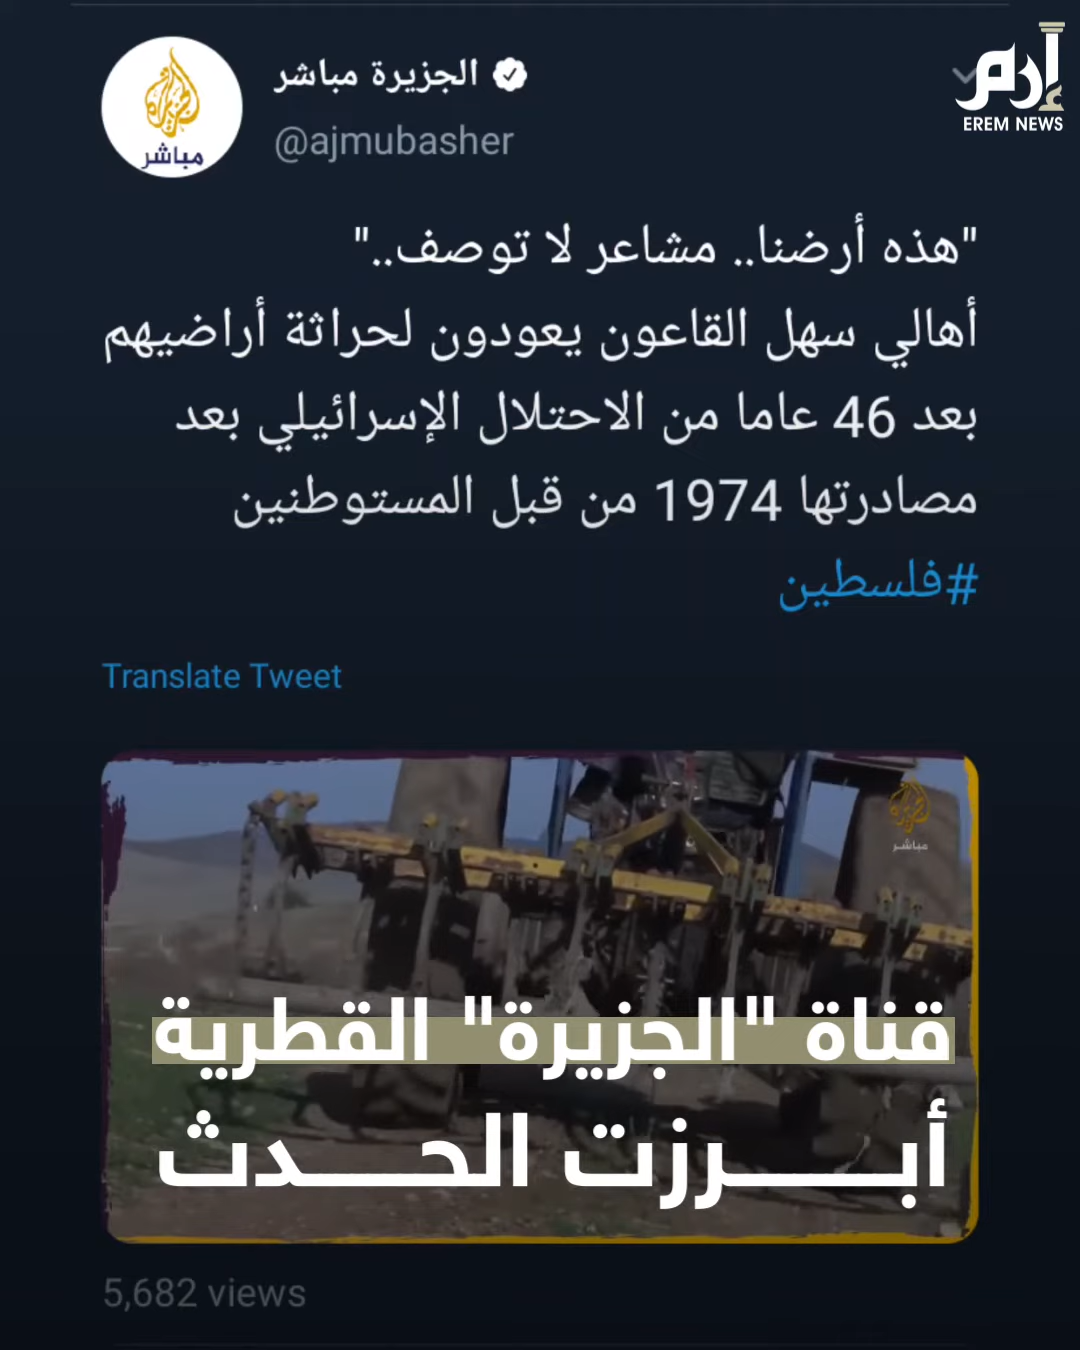 إرم
EREM NEWS
الجزيرة مباشر
@ajmubasher
مباشر
"هذه أرضنا.. مشاعر لا توصف.."
أهالي سهل القاعون يعودون لحراثة أراضيهم
بعد 46 عاما من الاحتلال الإسرائيلي بعد
مصادرتها 1974 من قبل المستوطنين
#فلسطين
Translate Tweet
مباشر
قناة "الجزيرة" القطرية
أبـــرزت الحـــدث
5,682 views